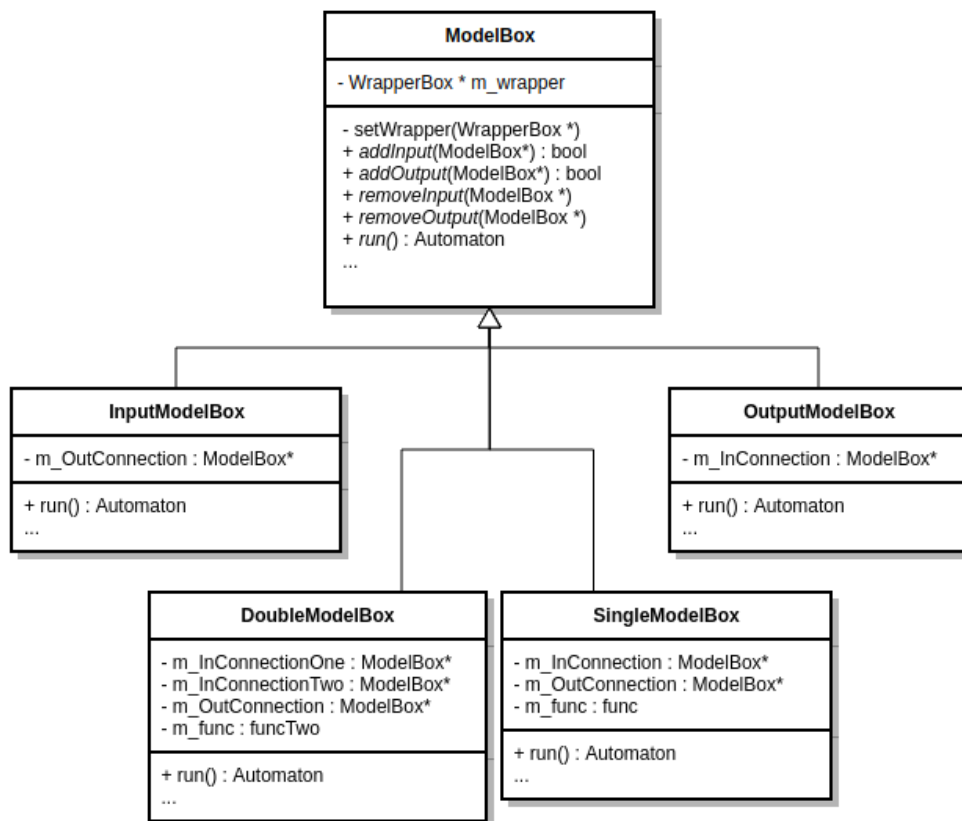 ModelBox
- WrapperBox * m_wrapper
- setWrapper(WrapperBox *)
+ addInput(ModelBox*) : bool
+ addOutput(ModelBox*) : bool
+ removeInput(ModelBox *)
+ removeOutput(ModelBox *)
+ run() : Automaton
...
InputModelBox
- m_OutConnection : ModelBox*
+ run() : Automaton
...
OutputModelBox
- m_InConnection : ModelBox*
+ run() : Automaton
...
DoubleModelBox
- m_InConnectionOne : ModelBox*
- m_InConnectionTwo : ModelBox*
- m_OutConnection : ModelBox*
- m_func : funcTwo
+ run() : Automaton
...
SingleModelBox
- m_InConnection : ModelBox*
- m_OutConnection : ModelBox*
- m_func : func
+ run() : Automaton
...